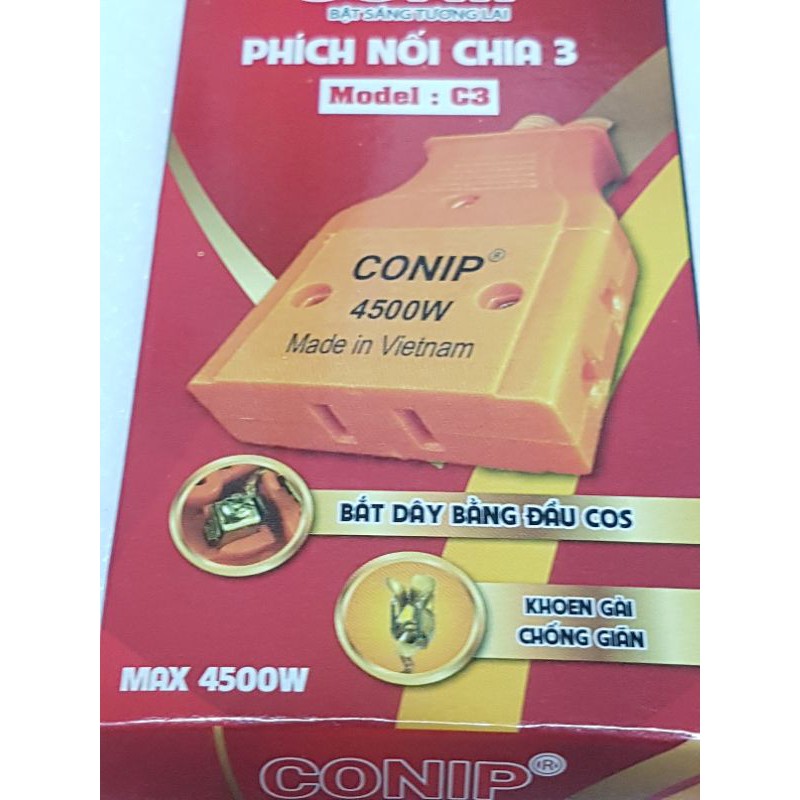 BẬT SÁNG TƯƠNG LAI
PHÍCH NỐI CHIA 3
Model : C3
CONIP®
4500W
Made in Vietnam
BẮT DÂY BẰNG ĐẦU COS
KHOEN GÀI
CHỐNG GIÃN
MAX 4500W
CONIP®